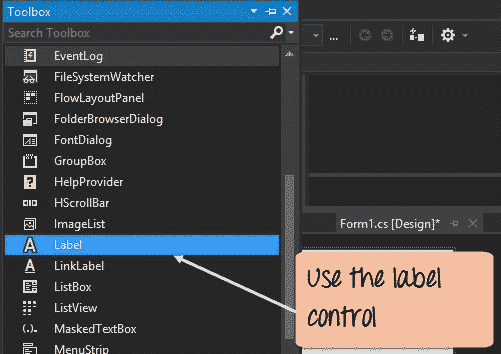 Toolbox
Search Toolbox
EventLog
FileSystemWatcher
FlowLayoutPanel
FolderBrowserDialog
FontDialog
GroupBox
HelpProvider
HScrollBar
ImageList
Label
LinkLabel
ListBox
ListView
MaskedTextBox
MenuStrip
...
Form1.cs [Design]*
Use the label
control